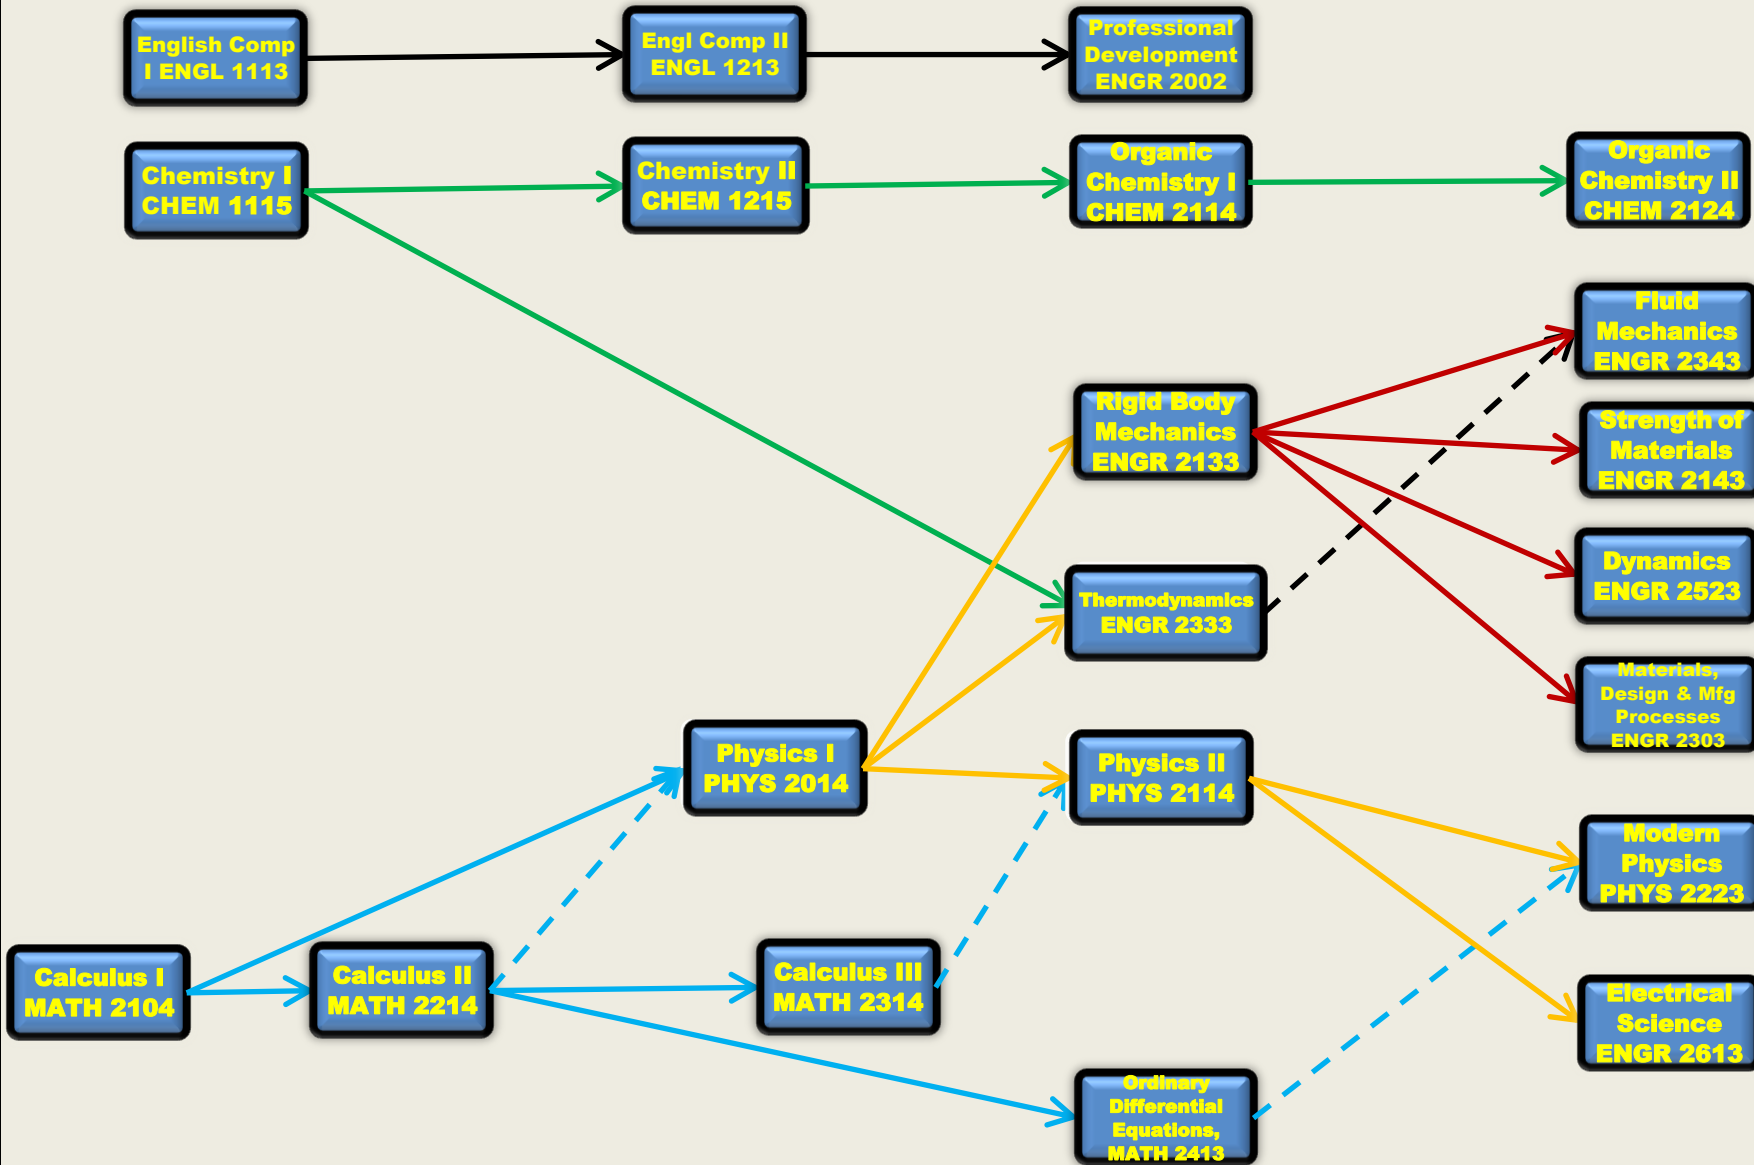 English Comp
I ENGL 1113
Engl Comp II
ENGL 1213
Professional
Development
ENGR 2002
Chemistry I
CHEM 1115
Chemistry II
CHEM 1215
Organic
Chemistry I
CHEM 2114
Organic
Chemistry II
CHEM 2124
Fluid
Mechanics
ENGR 2343
Rigid Body
Mechanics
ENGR 2133
Strength of
Materials
ENGR 2143
Thermodynamics
ENGR 2333
Dynamics
ENGR 2523
Materials,
Design & Mfg
Processes
ENGR 2303
Physics I
PHYS 2014
Physics II
PHYS 2114
Modern
Physics
PHYS 2223
Calculus I
MATH 2104
Calculus II
MATH 2214
Calculus III
MATH 2314
Electrical
Science
ENGR 2613
Ordinary
Differential
Equations,
MATH 2413